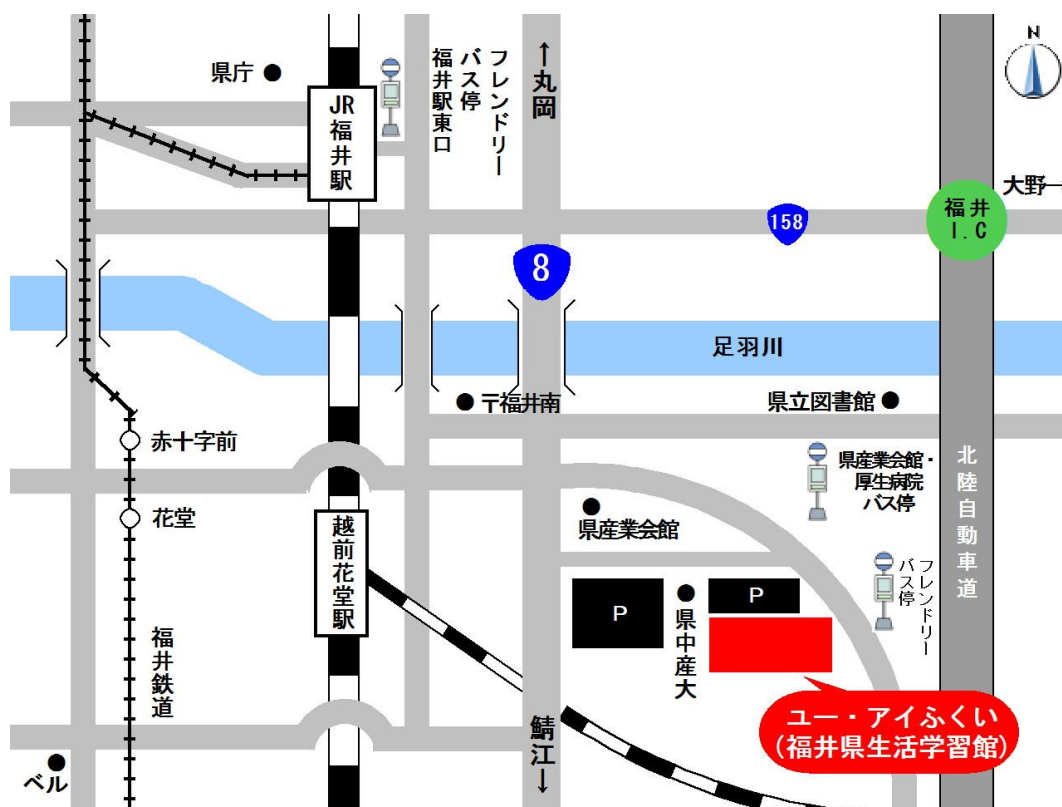 N
県庁
JR福井駅
フレンドリー
バス停
福井駅東口
↑丸岡
大野
福井
I.C
158
8
足羽川
〒福井南
県立図書館
赤十字前
県産業会館・
厚生病院
バス停
北陸自動車道
花堂
越前花堂駅
県産業会館
フレンドリー
バス停
P
P
県中産大
福井鉄道
ユー・アイふくい
(福井県生活学習館)
鯖江↓
ベル